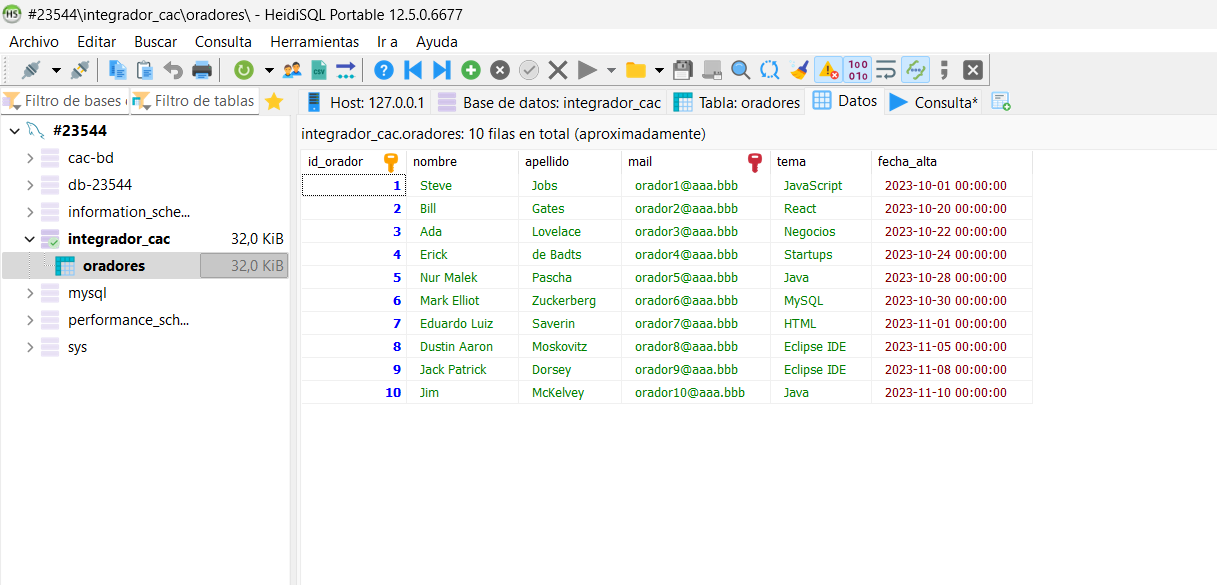 #23544\integrador_cac\oradores\ - HeidiSQL Portable 12.5.0.6677
Archivo Editar Buscar Consulta Herramientas Ir a Ayuda
Filtro de bases Filtro de tablas Host: 127.0.0.1 Base de datos: integrador_cac Tabla: oradores Datos Consulta*
#23544
cac-bd
db-23544
information_sche...
integrador_cac 32,0 KiB
oradores 32,0 KiB
mysql
performance_sch...
sys
integrador_cac.oradores: 10 filas en total (aproximadamente)
id_orador nombre apellido mail tema fecha_alta
1 Steve Jobs orador1@aaa.bbb JavaScript 2023-10-01 00:00:00
2 Bill Gates orador2@aaa.bbb React 2023-10-20 00:00:00
3 Ada Lovelace orador3@aaa.bbb Negocios 2023-10-22 00:00:00
4 Erick de Badts orador4@aaa.bbb Startups 2023-10-24 00:00:00
5 Nur Malek Pascha orador5@aaa.bbb Java 2023-10-28 00:00:00
6 Mark Elliot Zuckerberg orador6@aaa.bbb MySQL 2023-10-30 00:00:00
7 Eduardo Luiz Saverin orador7@aaa.bbb HTML 2023-11-01 00:00:00
8 Dustin Aaron Moskovitz orador8@aaa.bbb Eclipse IDE 2023-11-05 00:00:00
9 Jack Patrick Dorsey orador9@aaa.bbb Eclipse IDE 2023-11-08 00:00:00
10 Jim McKelvey orador10@aaa.bbb Java 2023-11-10 00:00:00